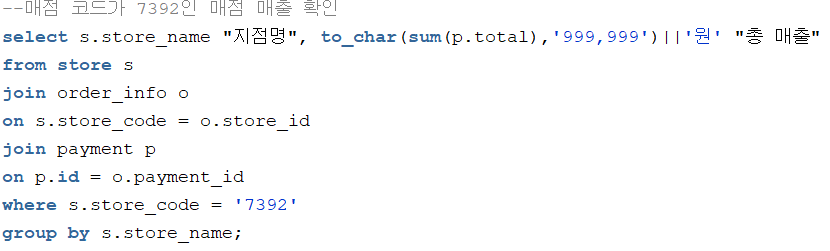 --매점 코드가 7392인 매점 매출 확인
select s.store_name "지점명", to_char(sum(p.total),'999,999')||'원' "총 매출"
from store s
join order_info o
on s.store_code = o.store_id
join payment p
on p.id = o.payment_id
where s.store_code = '7392'
group by s.store_name;